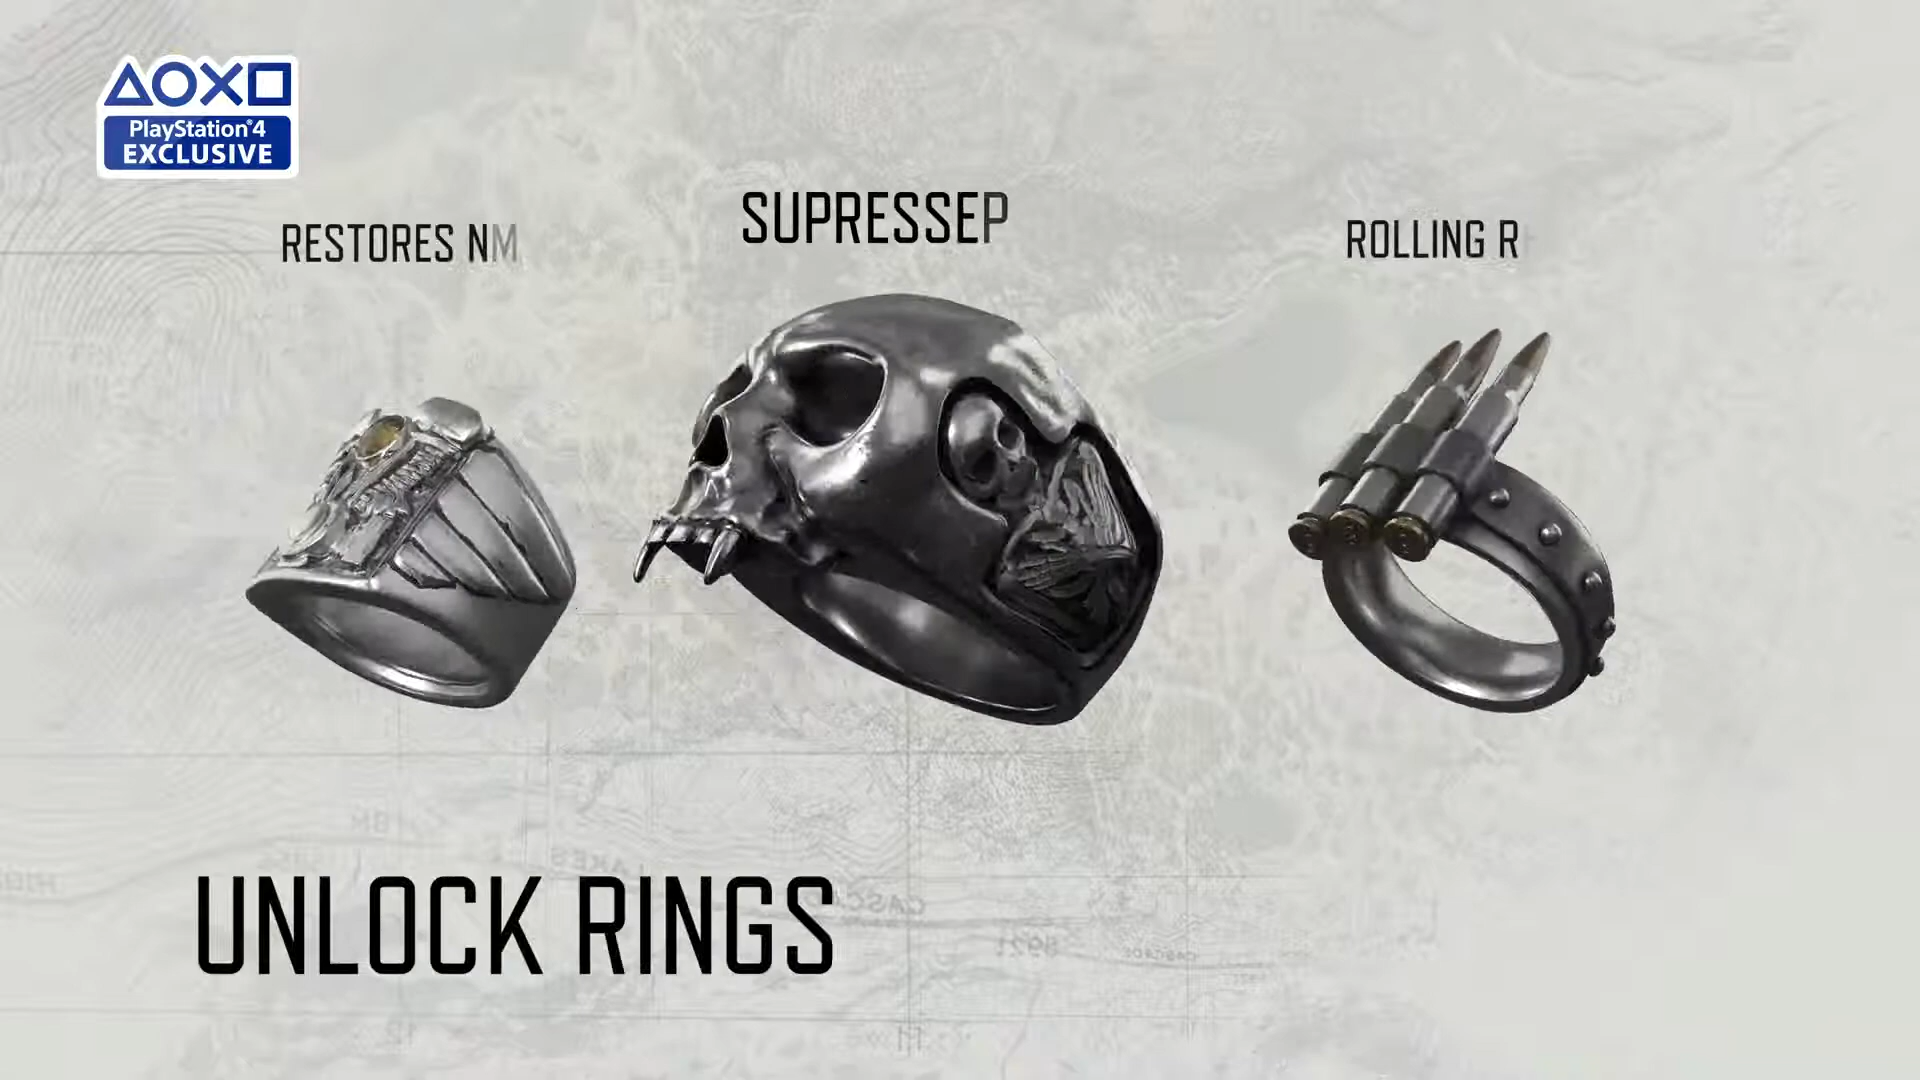 PlayStation®4
EXCLUSIVE
SUPRESSEP
RESTORES NM
ROLLING R
UNLOCK RINGS